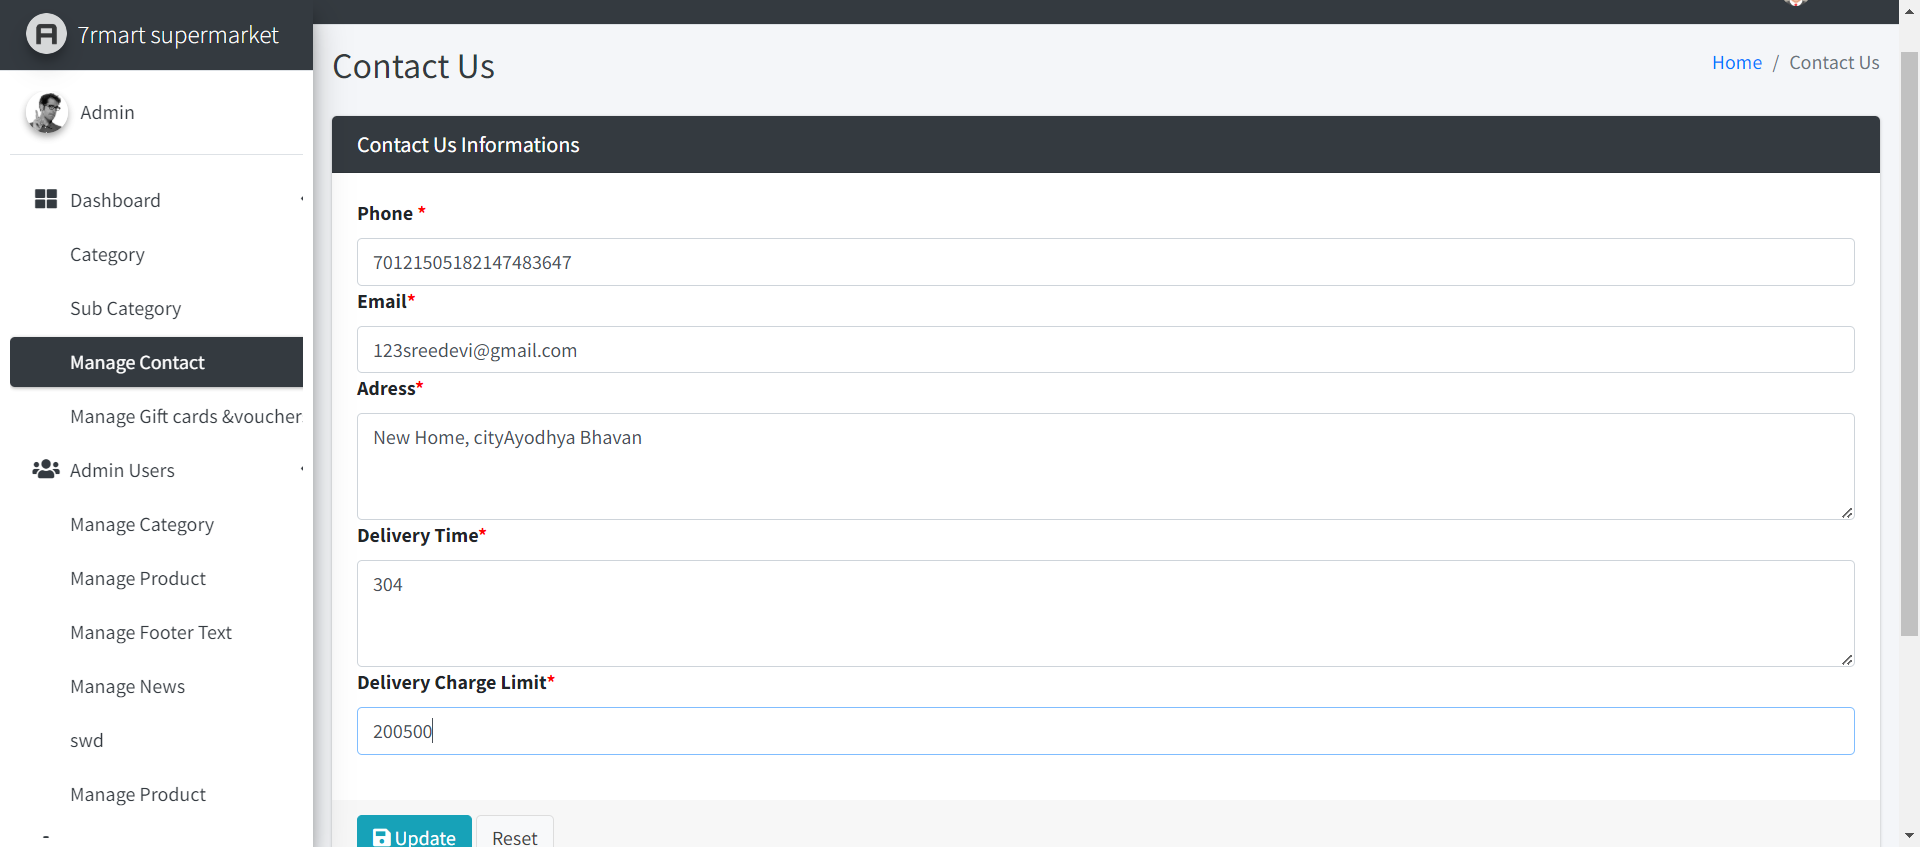 7rmart supermarket
Admin
Dashboard
Category
Sub Category
Manage Contact
Manage Gift cards &voucher
Admin Users
Manage Category
Manage Product
Manage Footer Text
Manage News
swd
Manage Product
Contact Us
Home / Contact Us
Contact Us Informations
Phone *
70121505182147483647
Email*
123sreedevi@gmail.com
Adress*
New Home, cityAyodhya Bhavan
Delivery Time*
304
Delivery Charge Limit*
200500
Update
Reset